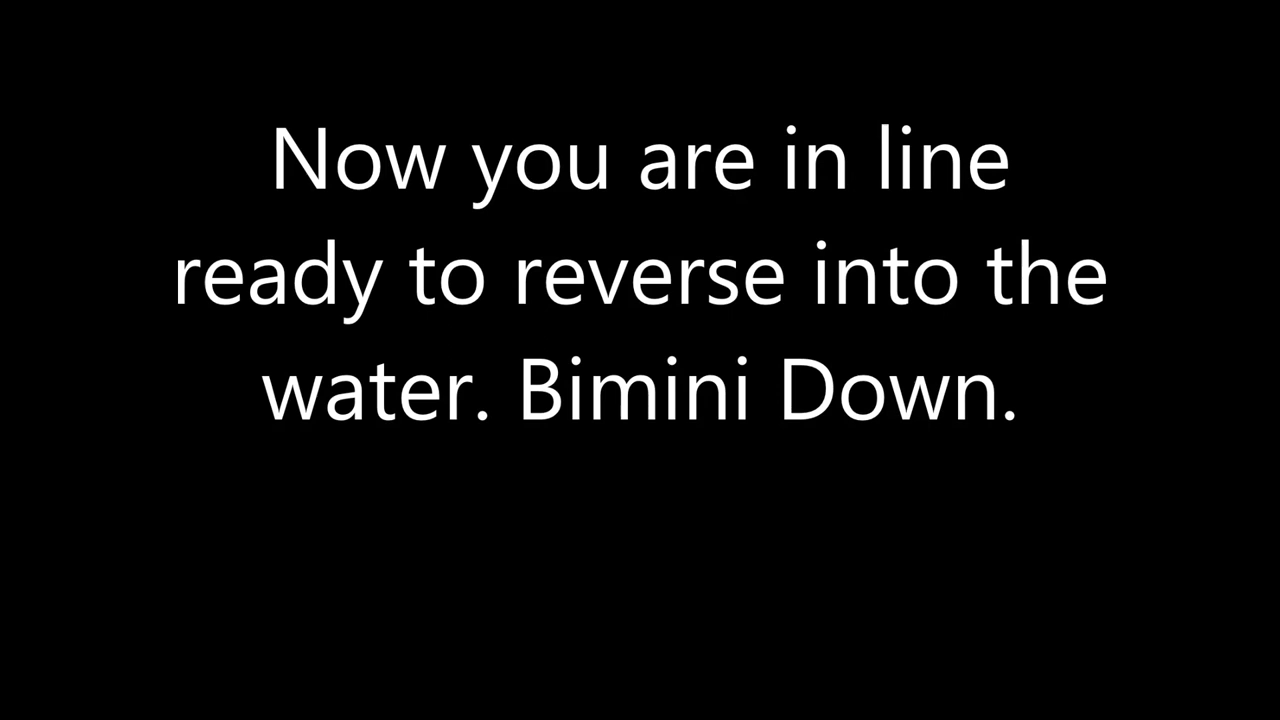 Now you are in line
ready to reverse into the
water. Bimini Down.